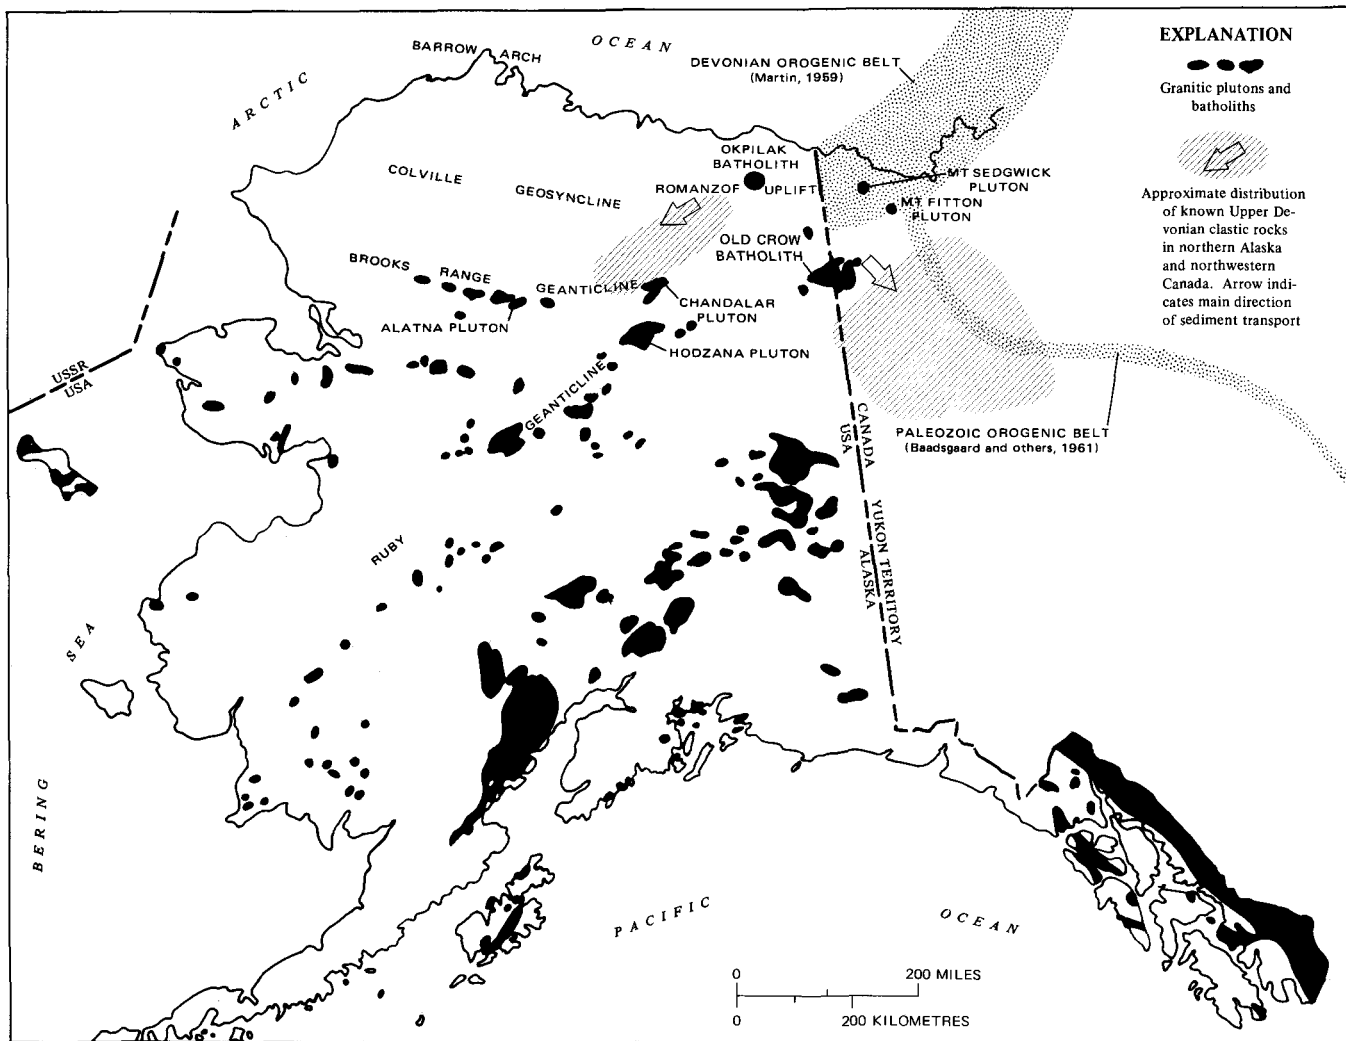 ARCTIC
OCEAN
BARROW ARCH
DEVONIAN OROGENIC BELT
(Martin, 1959)
EXPLANATION
Granitic plutons and
batholiths
Approximate distribution
of known Upper De-
vonian clastic rocks
in northern Alaska
and northwestern
Canada. Arrow indi-
cates main direction
of sediment transport
COLVILLE GEOSYNCLINE
OKPILAK
BATHOLITH
ROMANZOF UPLIFT
MT SEDGWICK
PLUTON
MT FITTON
PLUTON
OLD CROW
BATHOLITH
BROOKS RANGE GEANTICLINE
ALATNA PLUTON
CHANDALAR
PLUTON
HODZANA PLUTON
USSR
USA
RUBY GEANTICLINE
CANADA
USA
PALEOZOIC OROGENIC BELT
(Baadsgaard and others, 1961)
YUKON TERRITORY
ALASKA
BERING SEA
PACIFIC OCEAN
0 200 MILES
0 200 KILOMETRES